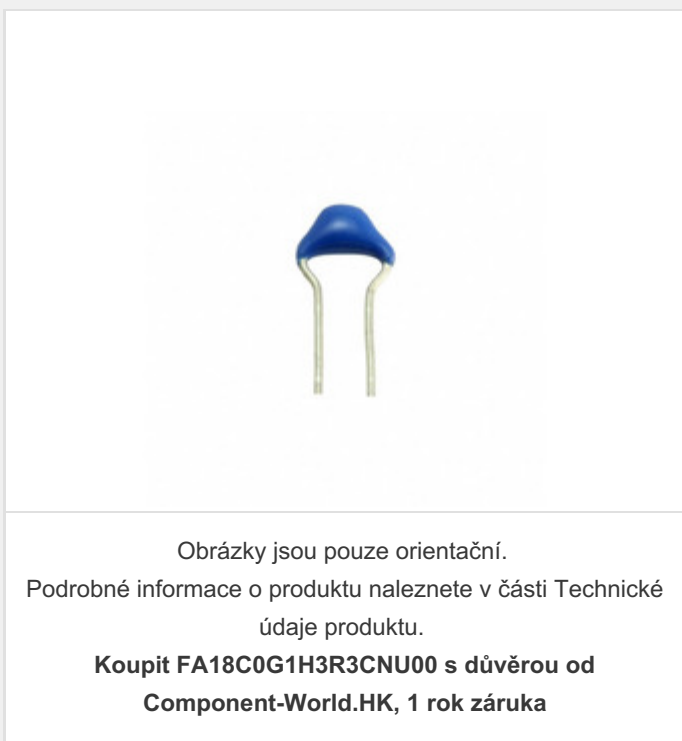 Obrázky jsou pouze orientační.
Podrobné informace o produktu naleznete v části Technické
údaje produktu.
Koupit FA18C0G1H3R3CNU00 s důvěrou od
Component-World.HK, 1 rok záruka